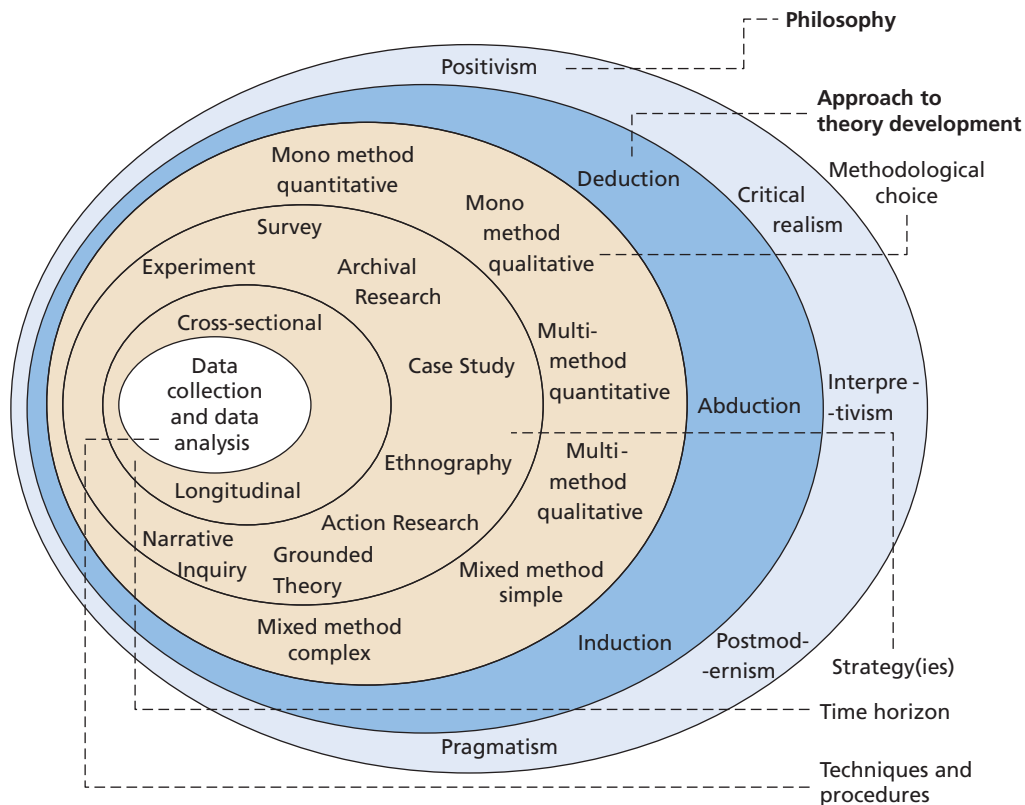 Philosophy
Positivism
Approach to
theory development
Mono method
quantitative
Deduction
Methodological
choice
Critical
realism
Mono
method
qualitative
Survey
Experiment
Archival
Research
Cross-sectional
Multi-
method
quantitative
Data
collection
and data
analysis
Case Study
Interpre -
-tivism
Abduction
Ethnography
Multi-
method
qualitative
Longitudinal
Action Research
Narrative
Inquiry
Grounded
Theory
Mixed method
simple
Mixed method
complex
Induction
Postmod-
-ernism
Strategy(ies)
Time horizon
Pragmatism
Techniques and
procedures